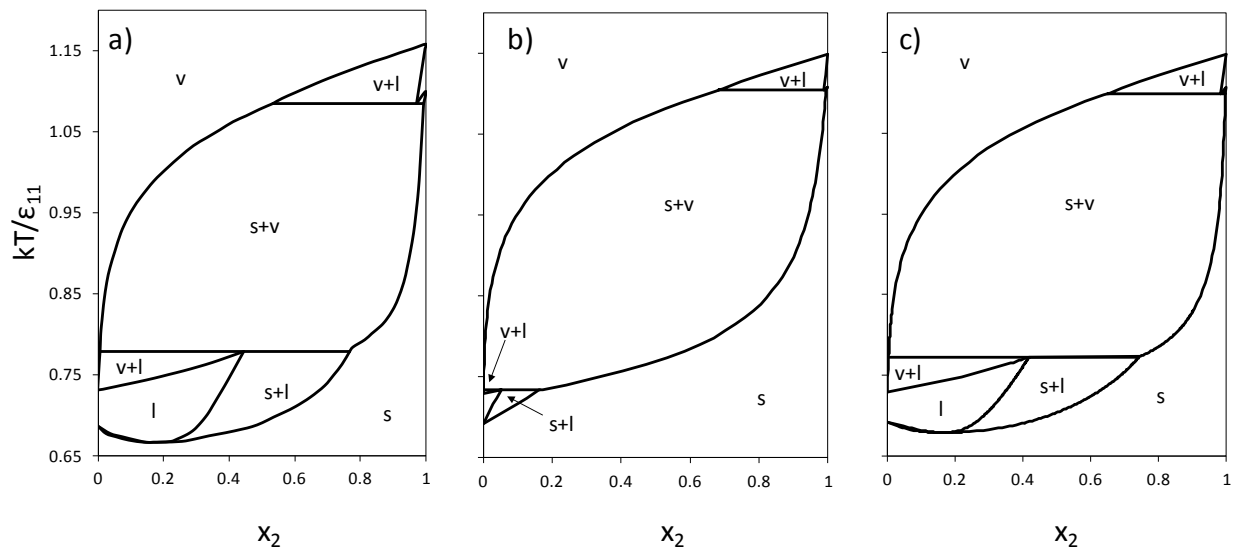 a)
v
v+l
s+v
v+l
l
s+l
s
kT/ε₁₁
1.15
1.05
0.95
0.85
0.75
0.65
0 0.2 0.4 0.6 0.8 1
x₂
b)
v
v+l
s+v
v+l
s+l
s
0 0.2 0.4 0.6 0.8 1
x₂
c)
v
v+l
s+v
v+l
l
s+l
s
0 0.2 0.4 0.6 0.8 1
x₂